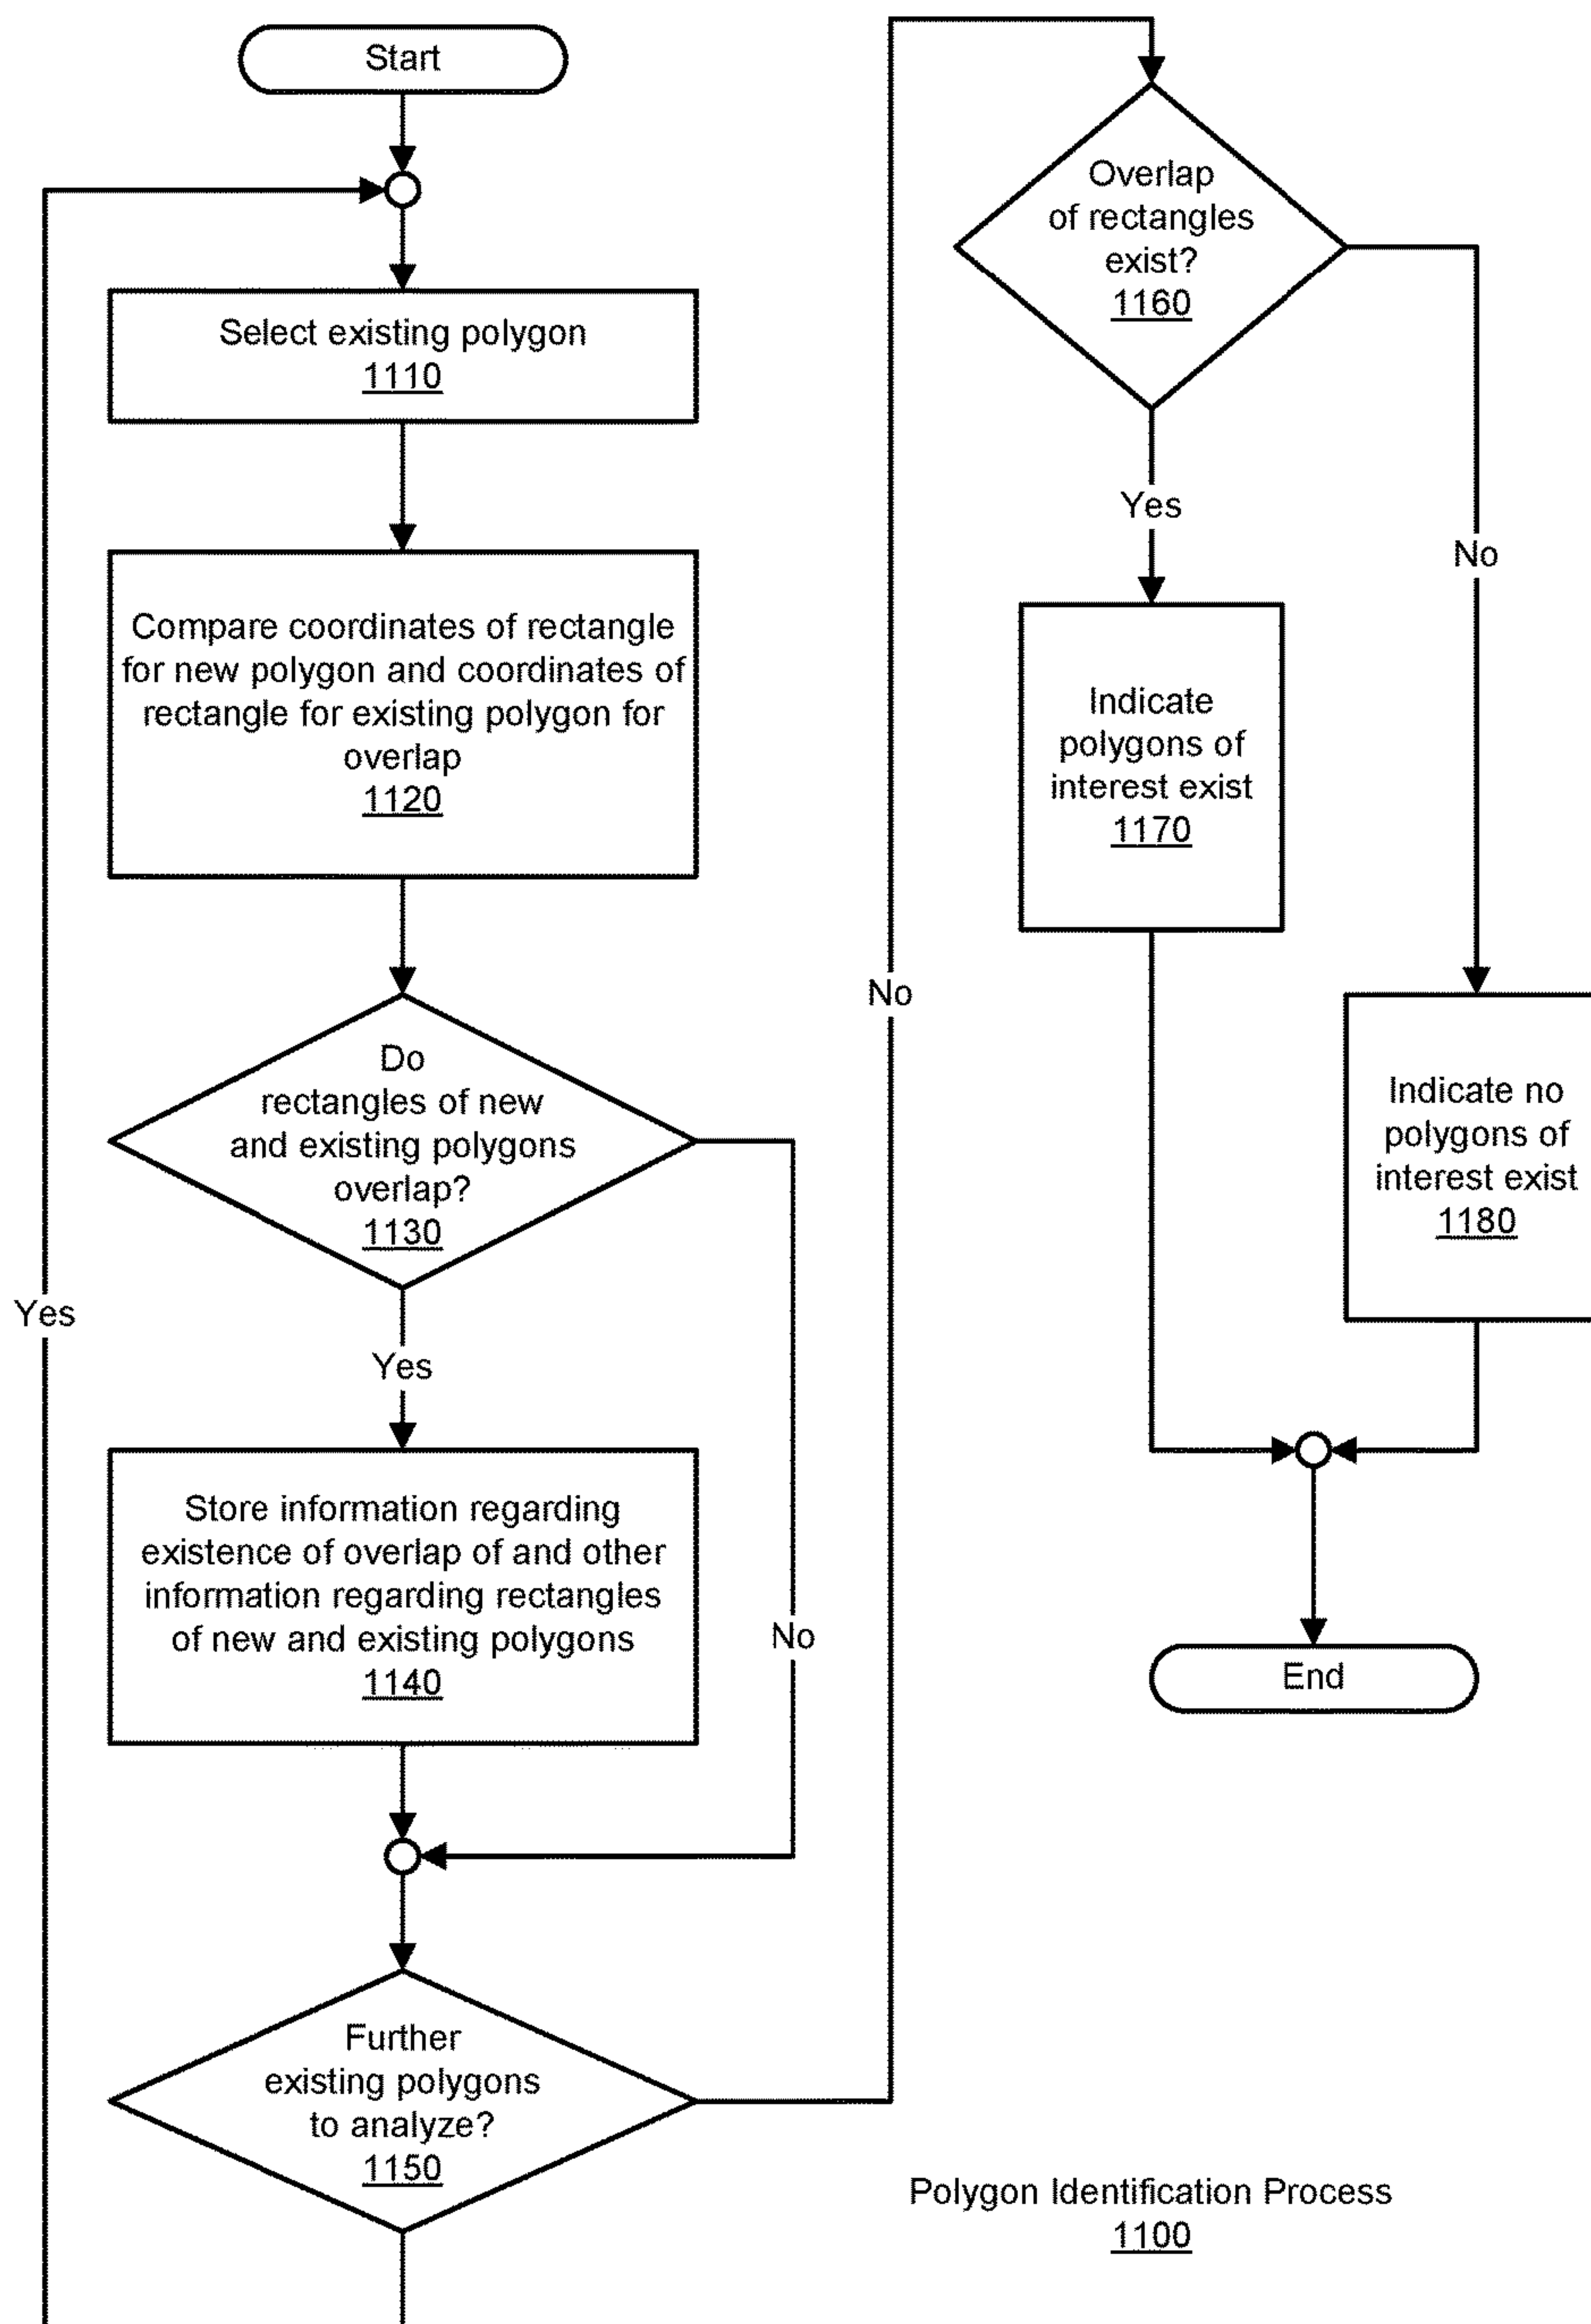 Start
Select existing polygon
1110
Compare coordinates of rectangle
for new polygon and coordinates of
rectangle for existing polygon for
overlap
1120
Do
rectangles of new
and existing polygons
overlap?
1130
Yes
No
Store information regarding
existence of overlap of and other
information regarding rectangles
of new and existing polygons
1140
Further
existing polygons
to analyze?
1150
Yes
No
Overlap
of rectangles
exist?
1160
Yes
No
Indicate
polygons of
interest exist
1170
Indicate no
polygons of
interest exist
1180
End
Polygon Identification Process
1100